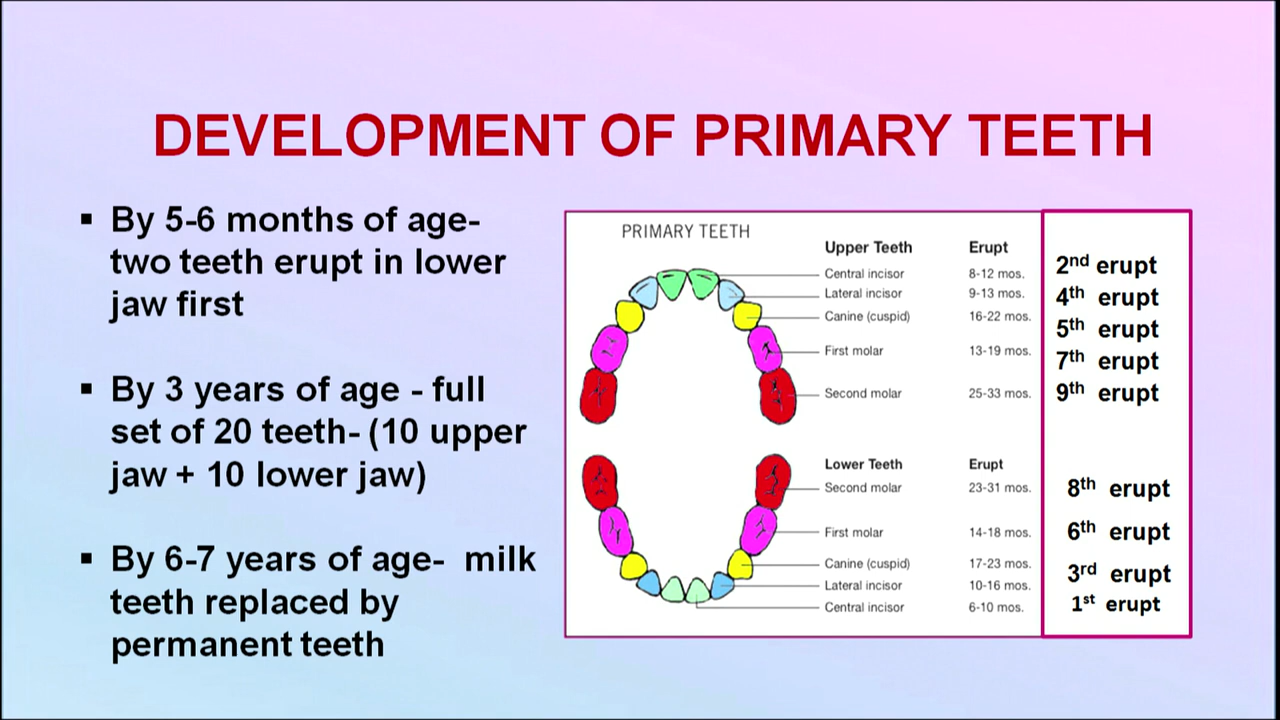 DEVELOPMENT OF PRIMARY TEETH
▪ By 5-6 months of age-
two teeth erupt in lower
jaw first
▪ By 3 years of age - full
set of 20 teeth- (10 upper
jaw + 10 lower jaw)
▪ By 6-7 years of age- milk
teeth replaced by
permanent teeth
PRIMARY TEETH
Upper Teeth Erupt
Central incisor 8-12 mos. 2nd erupt
Lateral incisor 9-13 mos. 4th erupt
Canine (cuspid) 16-22 mos. 5th erupt
First molar 13-19 mos. 7th erupt
Second molar 25-33 mos. 9th erupt
Lower Teeth Erupt
Second molar 23-31 mos. 8th erupt
First molar 14-18 mos. 6th erupt
Canine (cuspid) 17-23 mos. 3rd erupt
Lateral incisor 10-16 mos.
Central incisor 6-10 mos. 1st erupt